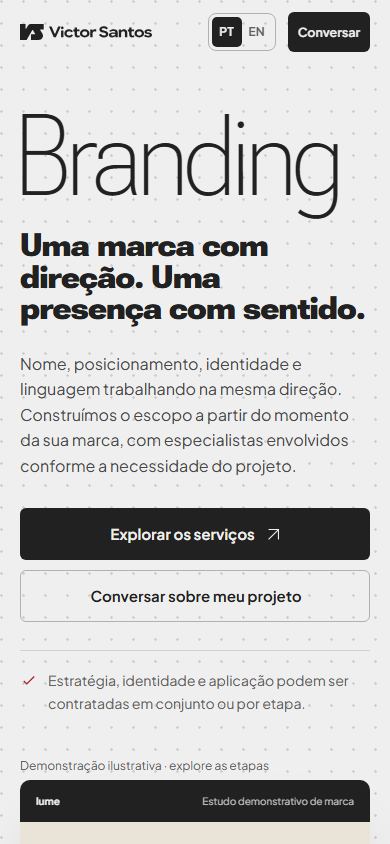 VS Victor Santos
PT EN
Conversar
Branding
Uma marca com
direção. Uma
presença com sentido.
Nome, posicionamento, identidade e
linguagem trabalhando na mesma direção.
Construímos o escopo a partir do momento
da sua marca, com especialistas envolvidos
conforme a necessidade do projeto.
Explorar os serviços
Conversar sobre meu projeto
Estratégia, identidade e aplicação podem ser
contratadas em conjunto ou por etapa.
Demonstração ilustrativa · explore as etapas
lume
Estudo demonstrativo de marca